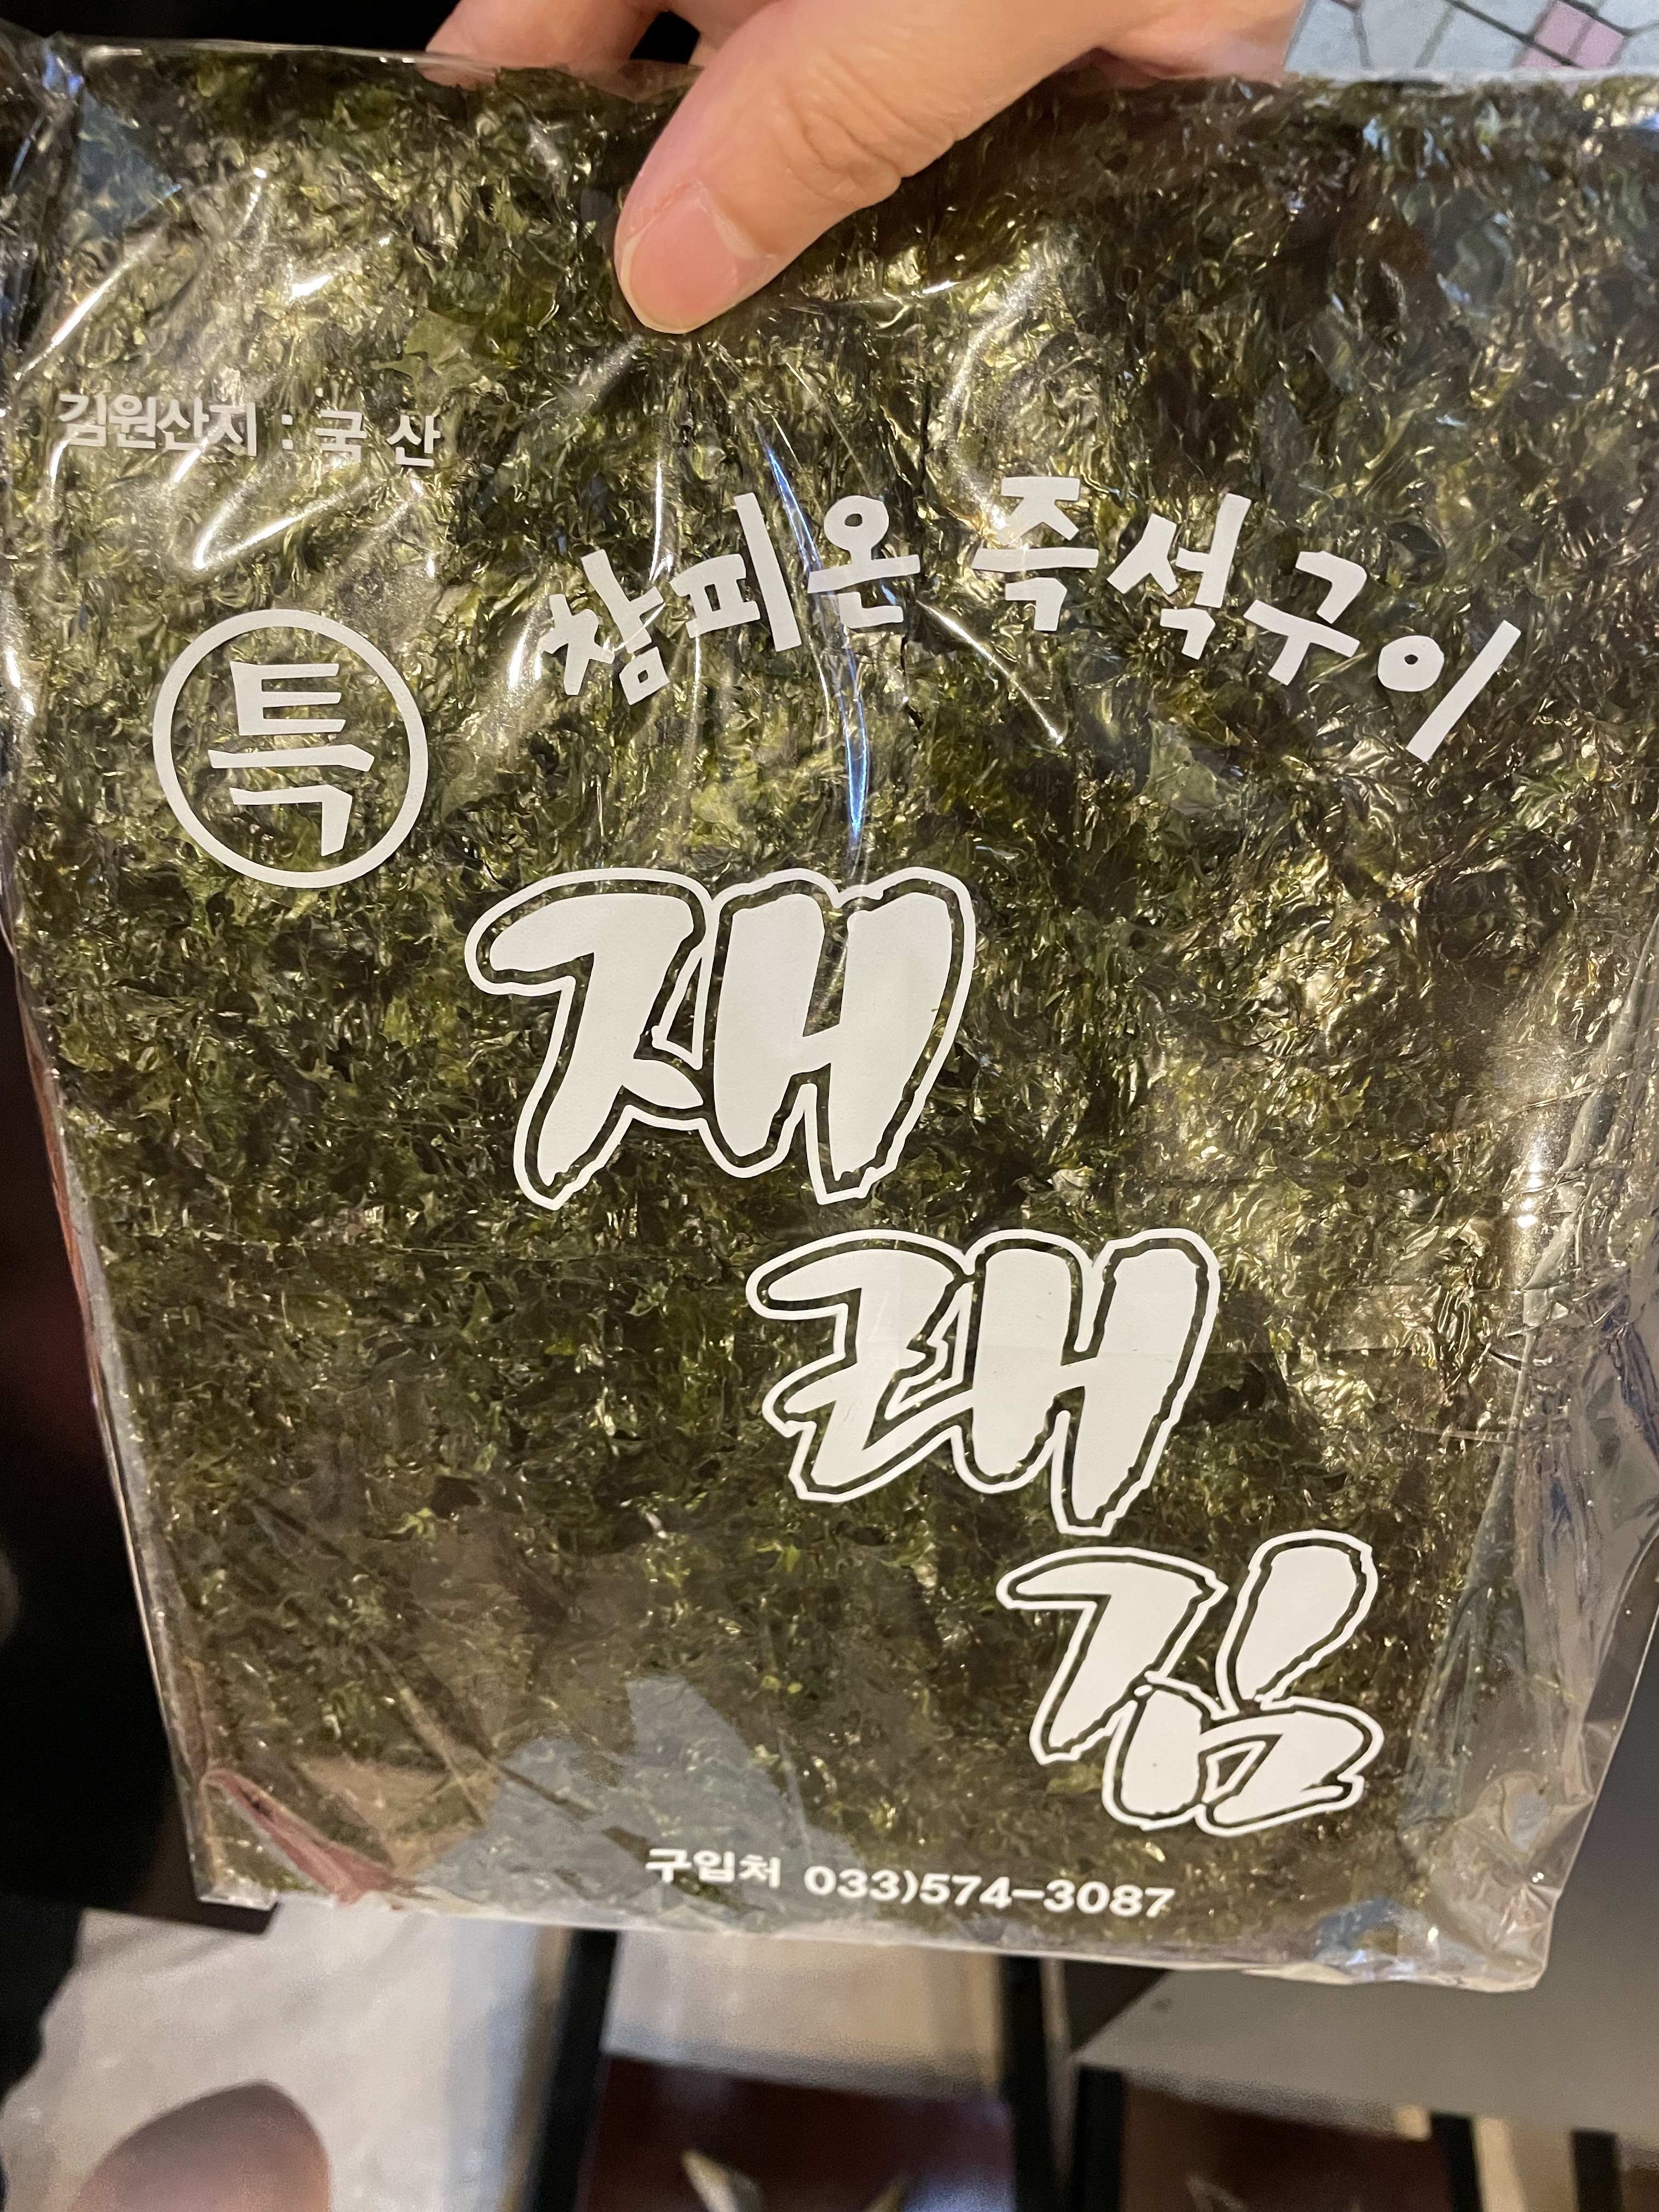 김원산지 : 국 산
참피온 즉석구이
특
재
래
김
구입처 033)574-3087